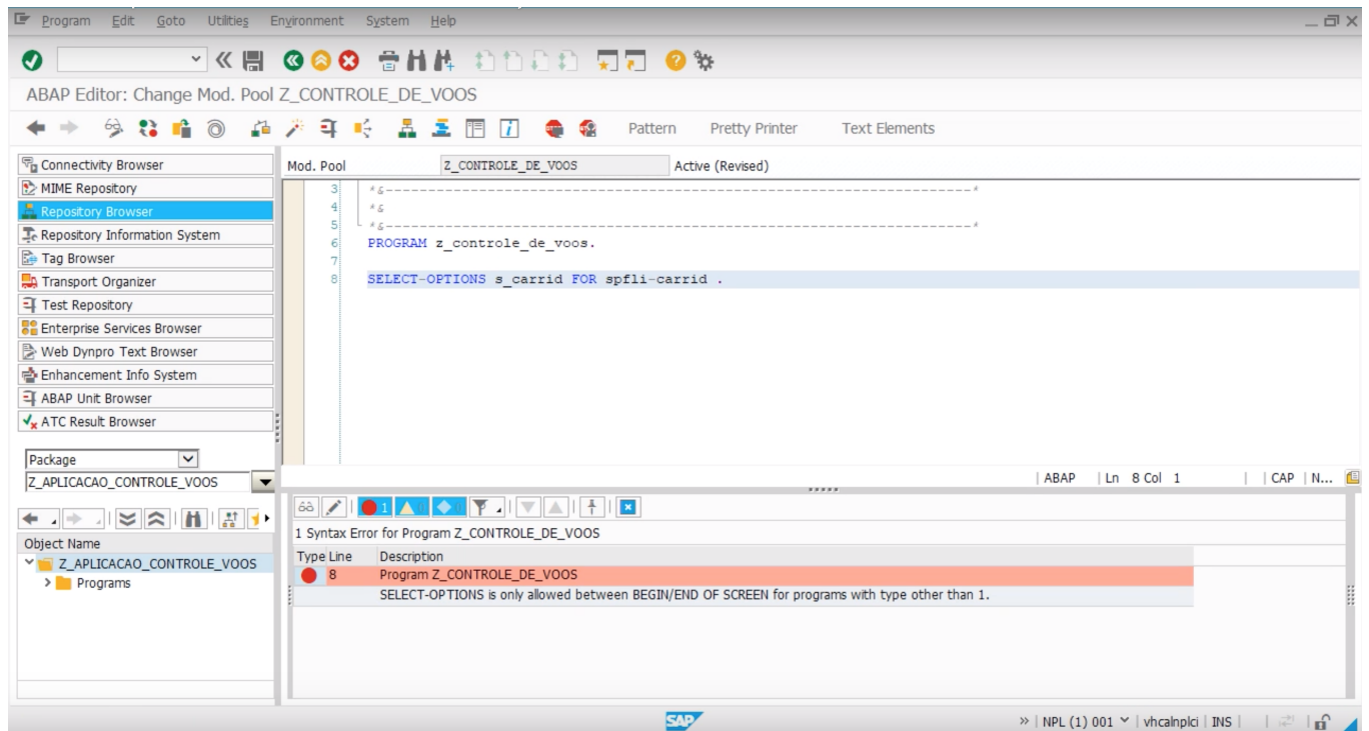 Program Edit Goto Utilities Environment System Help
ABAP Editor: Change Mod. Pool Z_CONTROLE_DE_VOOS
Pattern Pretty Printer Text Elements
Connectivity Browser
MIME Repository
Repository Browser
Repository Information System
Tag Browser
Transport Organizer
Test Repository
Enterprise Services Browser
Web Dynpro Text Browser
Enhancement Info System
ABAP Unit Browser
ATC Result Browser
Package
Z_APLICACAO_CONTROLE_VOOS
Object Name
Z_APLICACAO_CONTROLE_VOOS
Programs
Mod. Pool Z_CONTROLE_DE_VOOS Active (Revised)
3 *&---------------------------------------------------------------------*
4 *&
5 *&---------------------------------------------------------------------*
6 PROGRAM z_controle_de_voos.
7
8 SELECT-OPTIONS s_carrid FOR spfli-carrid .
ABAP Ln 8 Col 1 CAP N...
1 0 0
1 Syntax Error for Program Z_CONTROLE_DE_VOOS
Type Line Description
8 Program Z_CONTROLE_DE_VOOS
SELECT-OPTIONS is only allowed between BEGIN/END OF SCREEN for programs with type other than 1.
SAP
NPL (1) 001 vhcalnplci INS